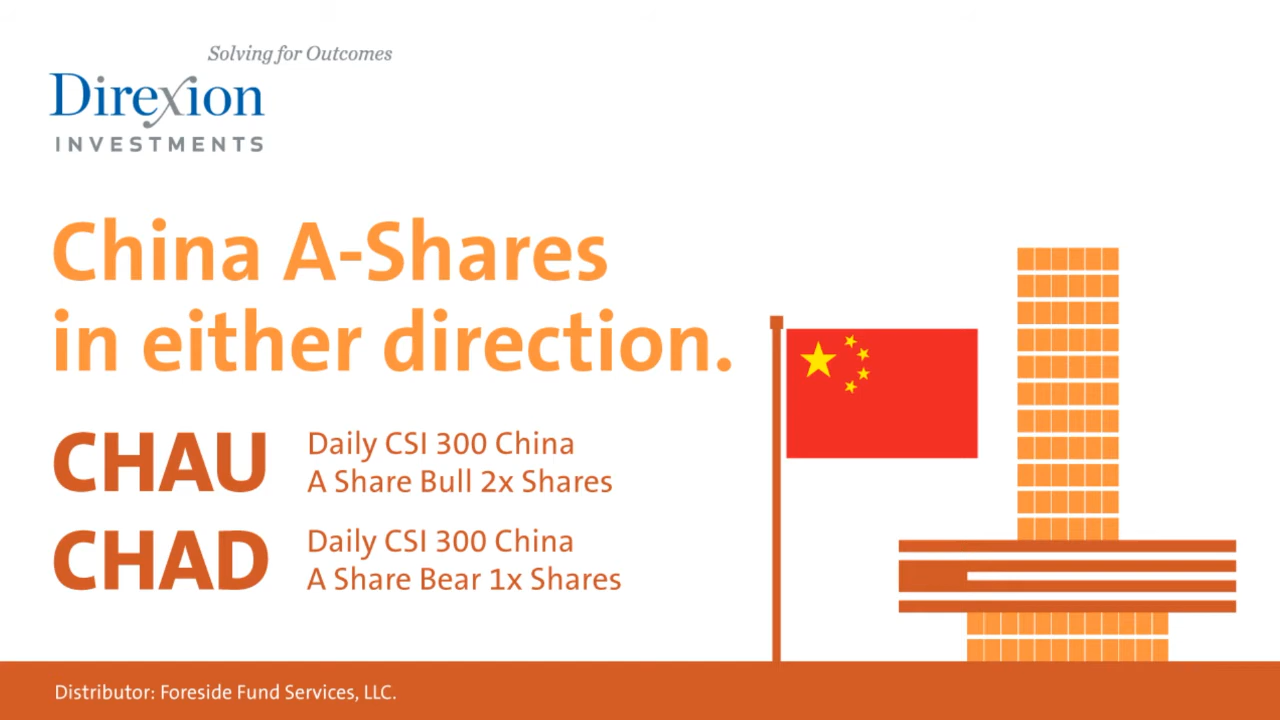 Solving for Outcomes
Direxion
INVESTMENTS
China A-Shares
in either direction.
CHAU
Daily CSI 300 China
A Share Bull 2x Shares
CHAD
Daily CSI 300 China
A Share Bear 1x Shares
Distributor: Foreside Fund Services, LLC.